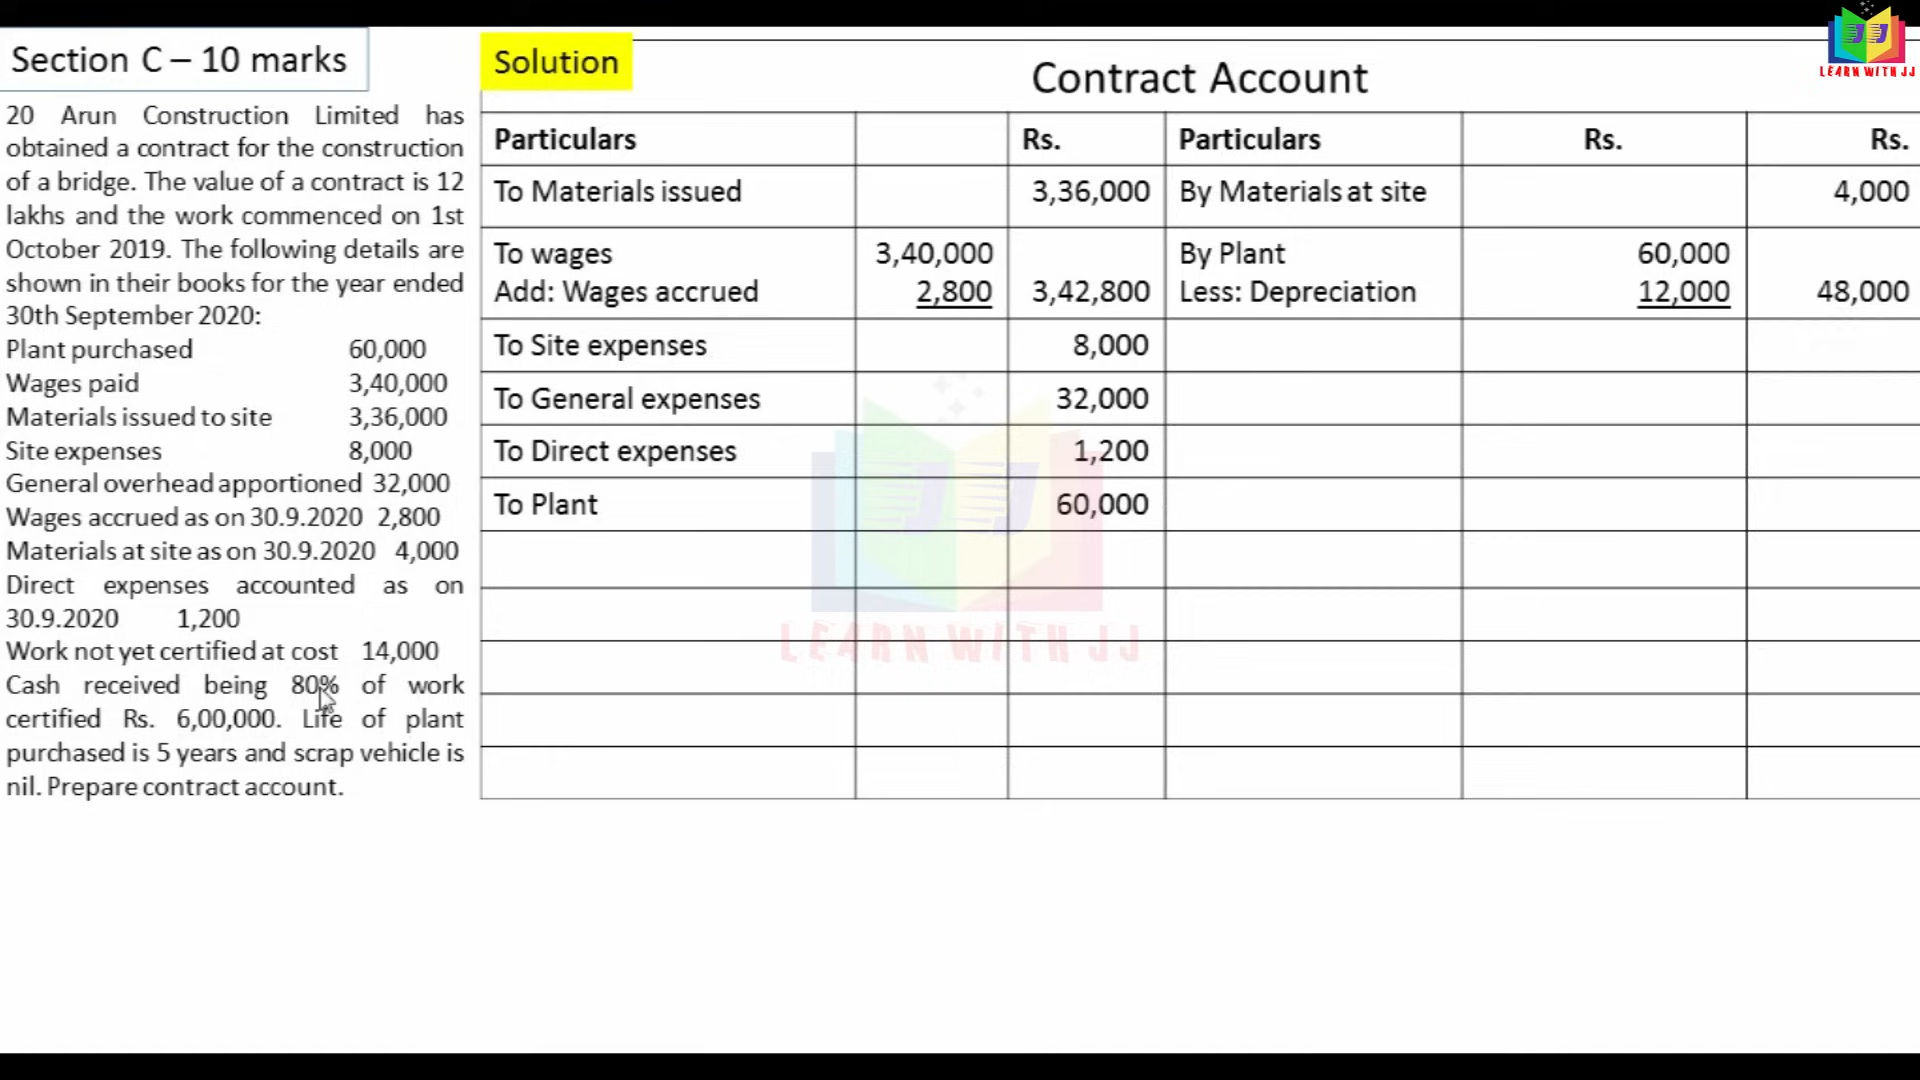 Section C – 10 marks
20 Arun Construction Limited has
obtained a contract for the construction
of a bridge. The value of a contract is 12
lakhs and the work commenced on 1st
October 2019. The following details are
shown in their books for the year ended
30th September 2020:
Plant purchased 60,000
Wages paid 3,40,000
Materials issued to site 3,36,000
Site expenses 8,000
General overhead apportioned 32,000
Wages accrued as on 30.9.2020 2,800
Materials at site as on 30.9.2020 4,000
Direct expenses accounted as on
30.9.2020 1,200
Work not yet certified at cost 14,000
Cash received being 80% of work
certified Rs. 6,00,000. Life of plant
purchased is 5 years and scrap vehicle is
nil. Prepare contract account.
Solution
Contract Account
Particulars Rs. Particulars Rs. Rs.
To Materials issued 3,36,000 By Materials at site 4,000
To wages 3,40,000 By Plant 60,000
Add: Wages accrued 2,800 3,42,800 Less: Depreciation 12,000 48,000
To Site expenses 8,000
To General expenses 32,000
To Direct expenses 1,200
To Plant 60,000
JJ
LEARN WITH JJ
JJ
LEARN WITH JJ